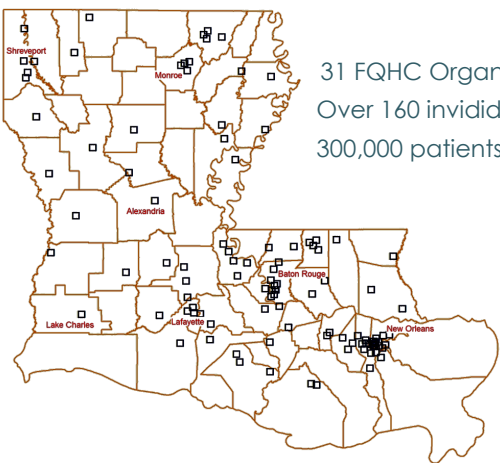 Shreveport
Monroe
31 FQHC Organ
Over 160 invidid
300,000 patients
Alexandria
Baton Rouge
Lake Charles
Lafayette
New Orleans